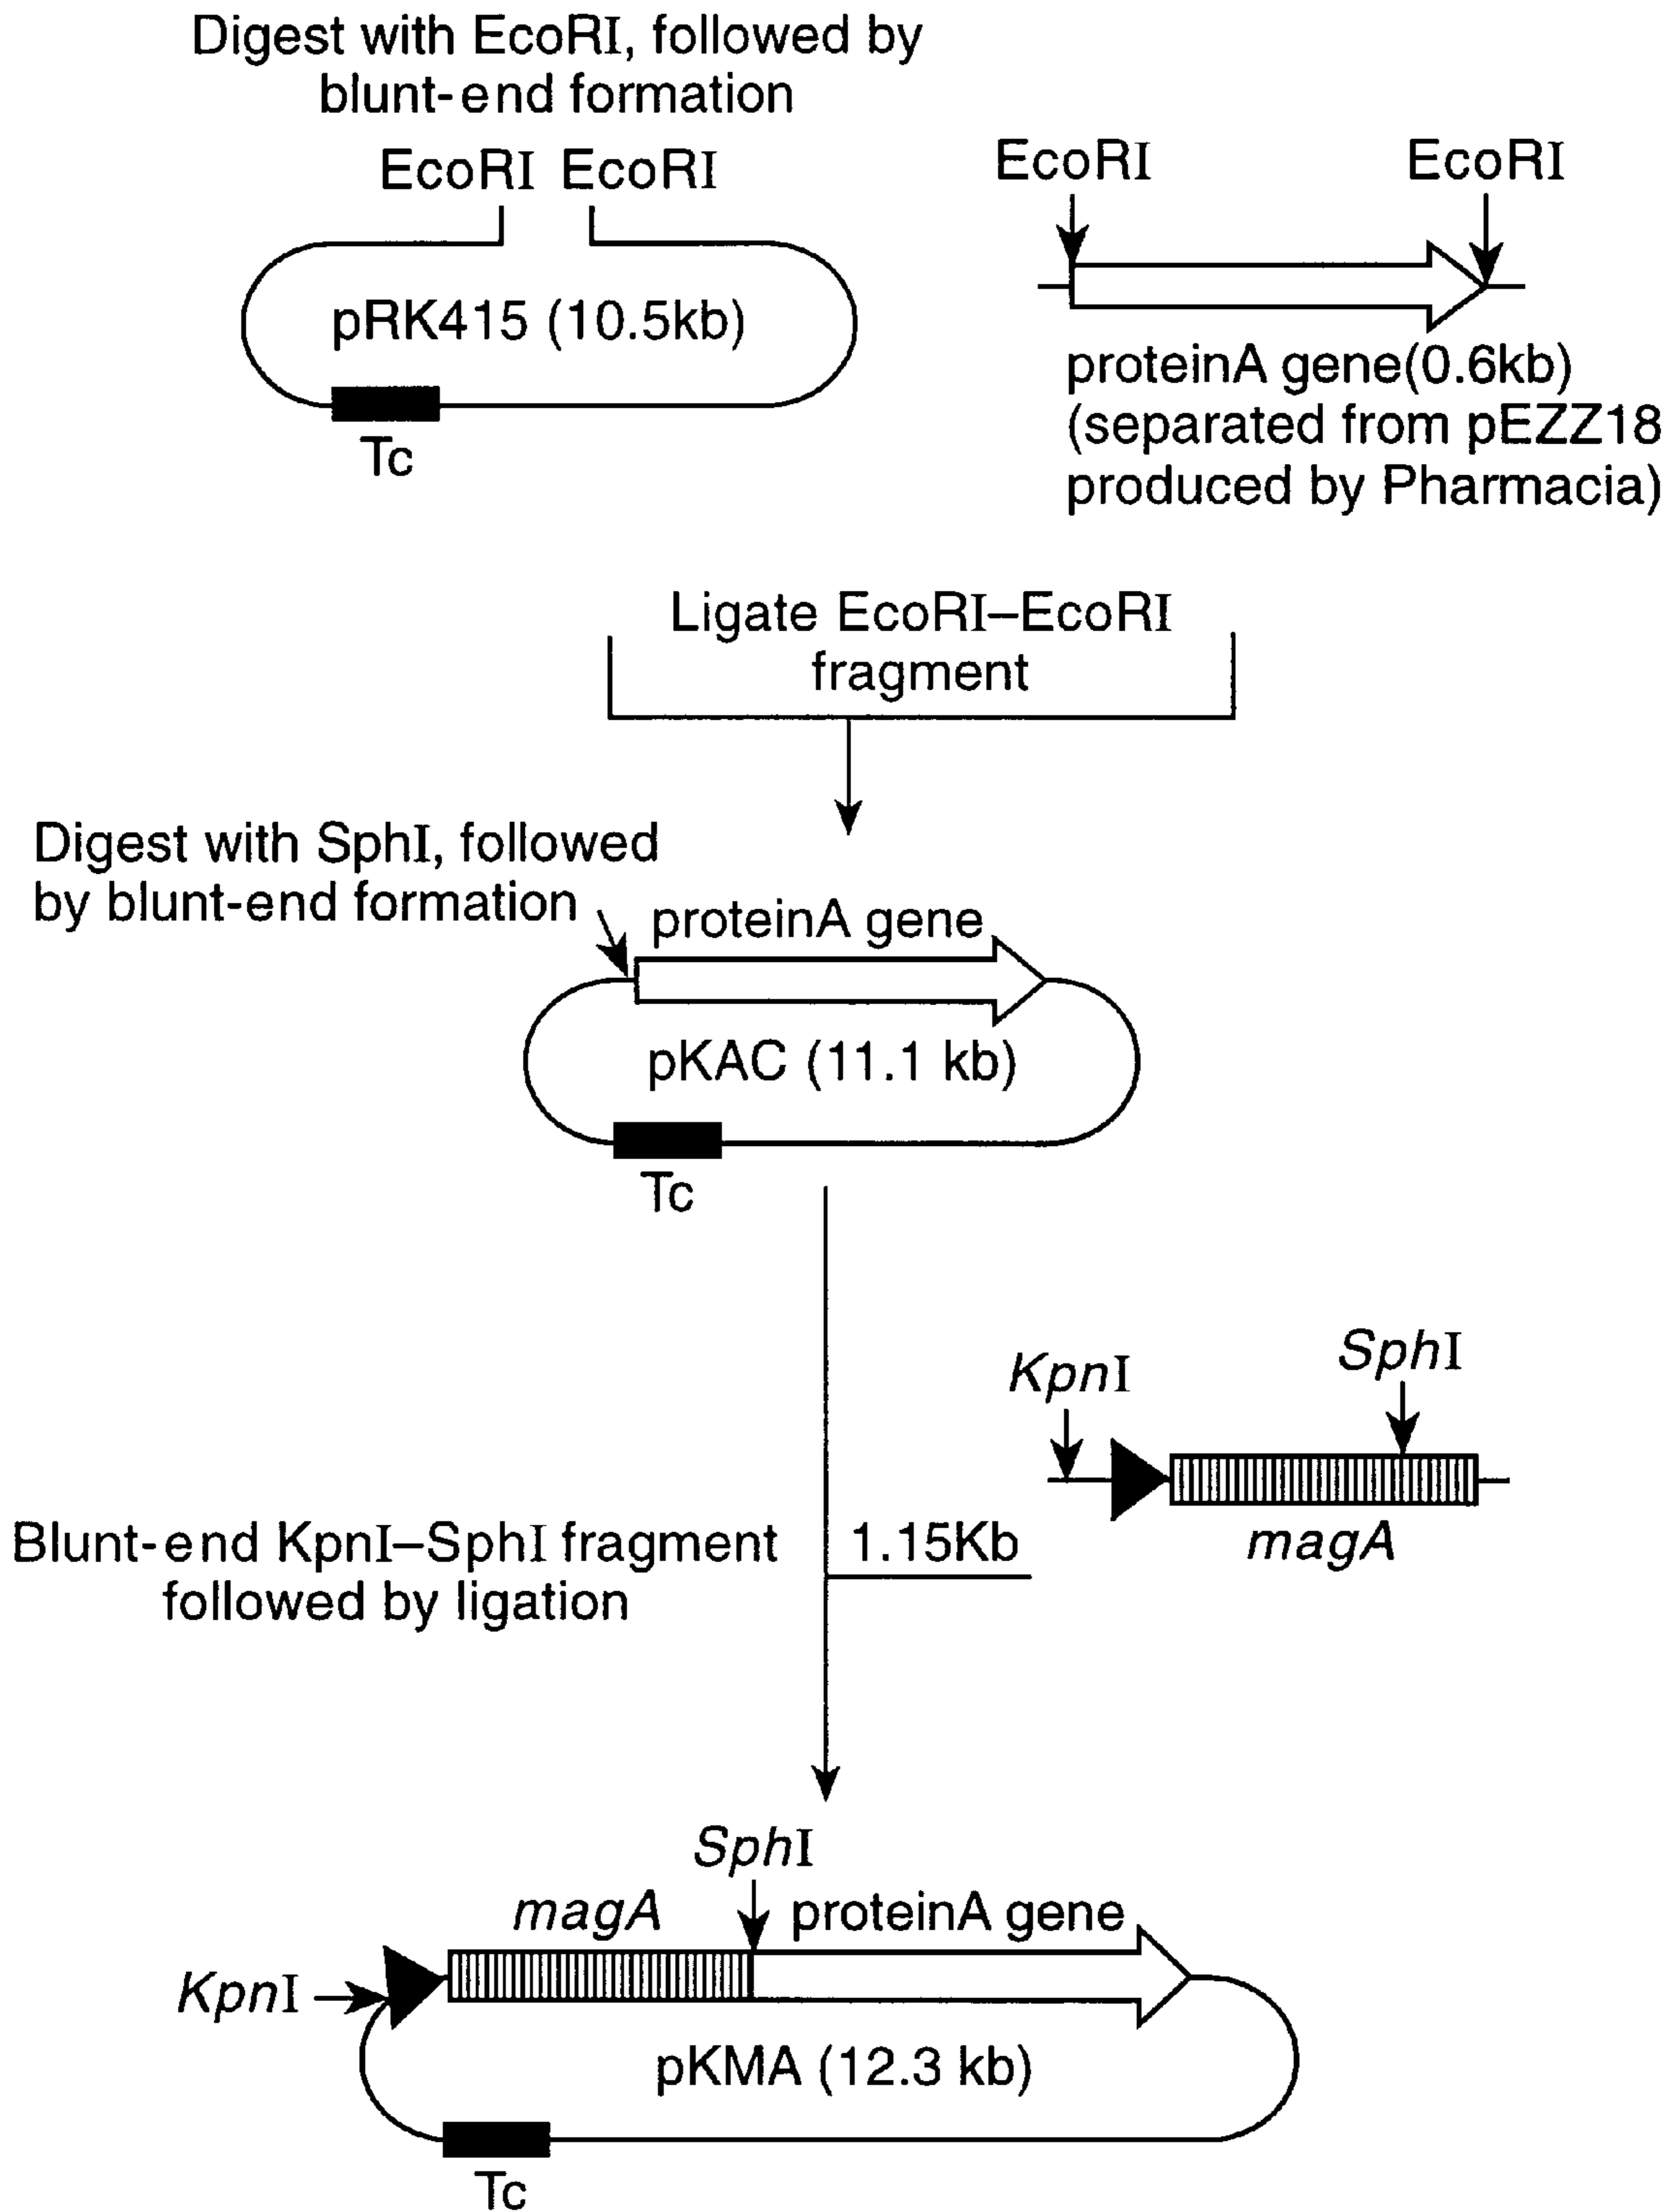 Digest with EcoRI, followed by
blunt-end formation
EcoRI EcoRI
pRK415 (10.5kb)
Tc
EcoRI EcoRI
proteinA gene(0.6kb)
(separated from pEZZ18
produced by Pharmacia)
Ligate EcoRI–EcoRI
fragment
Digest with SphI, followed
by blunt-end formation
proteinA gene
pKAC (11.1 kb)
Tc
KpnI
SphI
magA
Blunt-end KpnI–SphI fragment
followed by ligation
1.15Kb
SphI
magA
proteinA gene
KpnI
pKMA (12.3 kb)
Tc